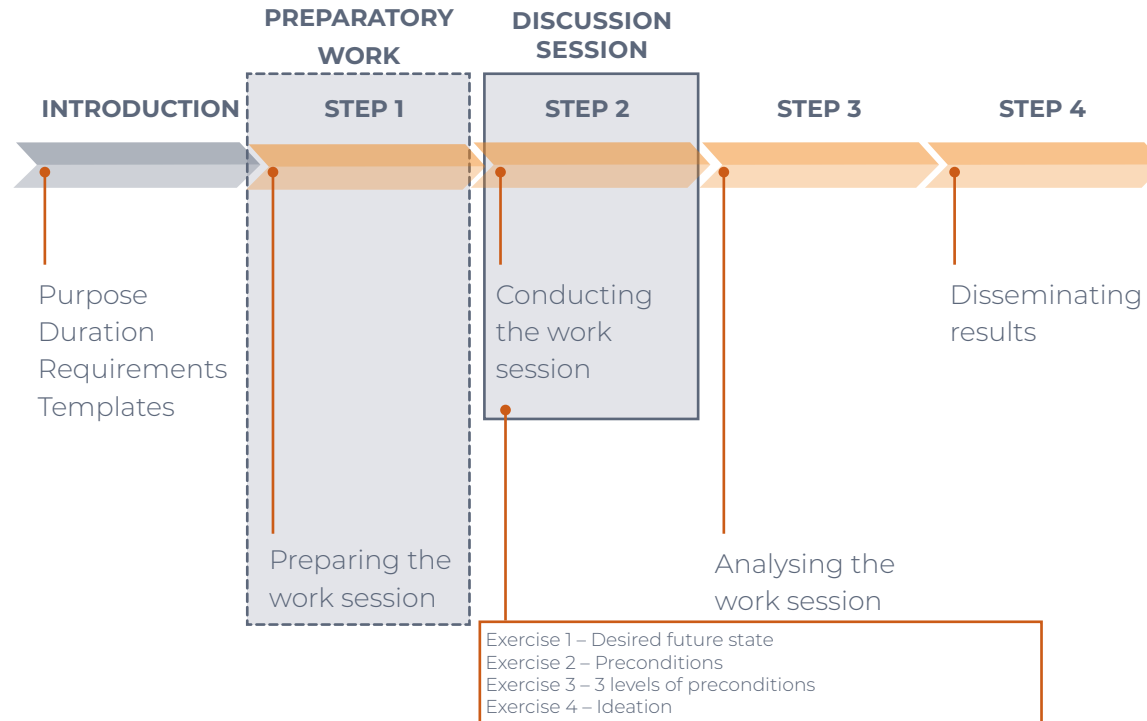 PREPARATORY
WORK
DISCUSSION
SESSION
INTRODUCTION
STEP 1
STEP 2
STEP 3
STEP 4
Purpose
Duration
Requirements
Templates
Preparing the
work session
Conducting
the work
session
Analysing the
work session
Disseminating
results
Exercise 1 – Desired future state
Exercise 2 – Preconditions
Exercise 3 – 3 levels of preconditions
Exercise 4 – Ideation